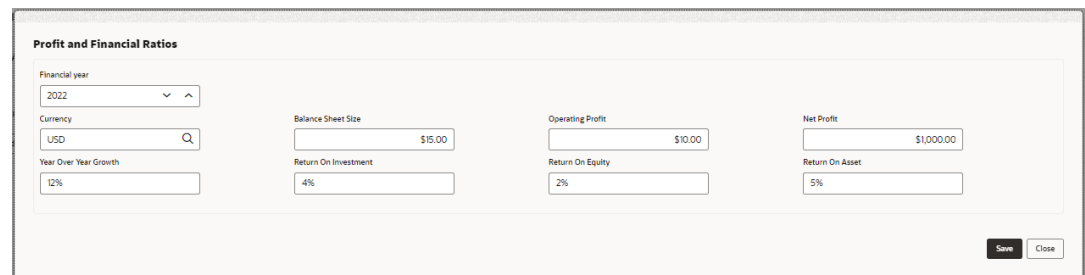 Profit and Financial Ratios
Financial year
2022
Currency Balance Sheet Size Operating Profit Net Profit
USD $15.00 $10.00 $1,000.00
Year Over Year Growth Return On Investment Return On Equity Return On Asset
12% 4% 2% 5%
Save Close